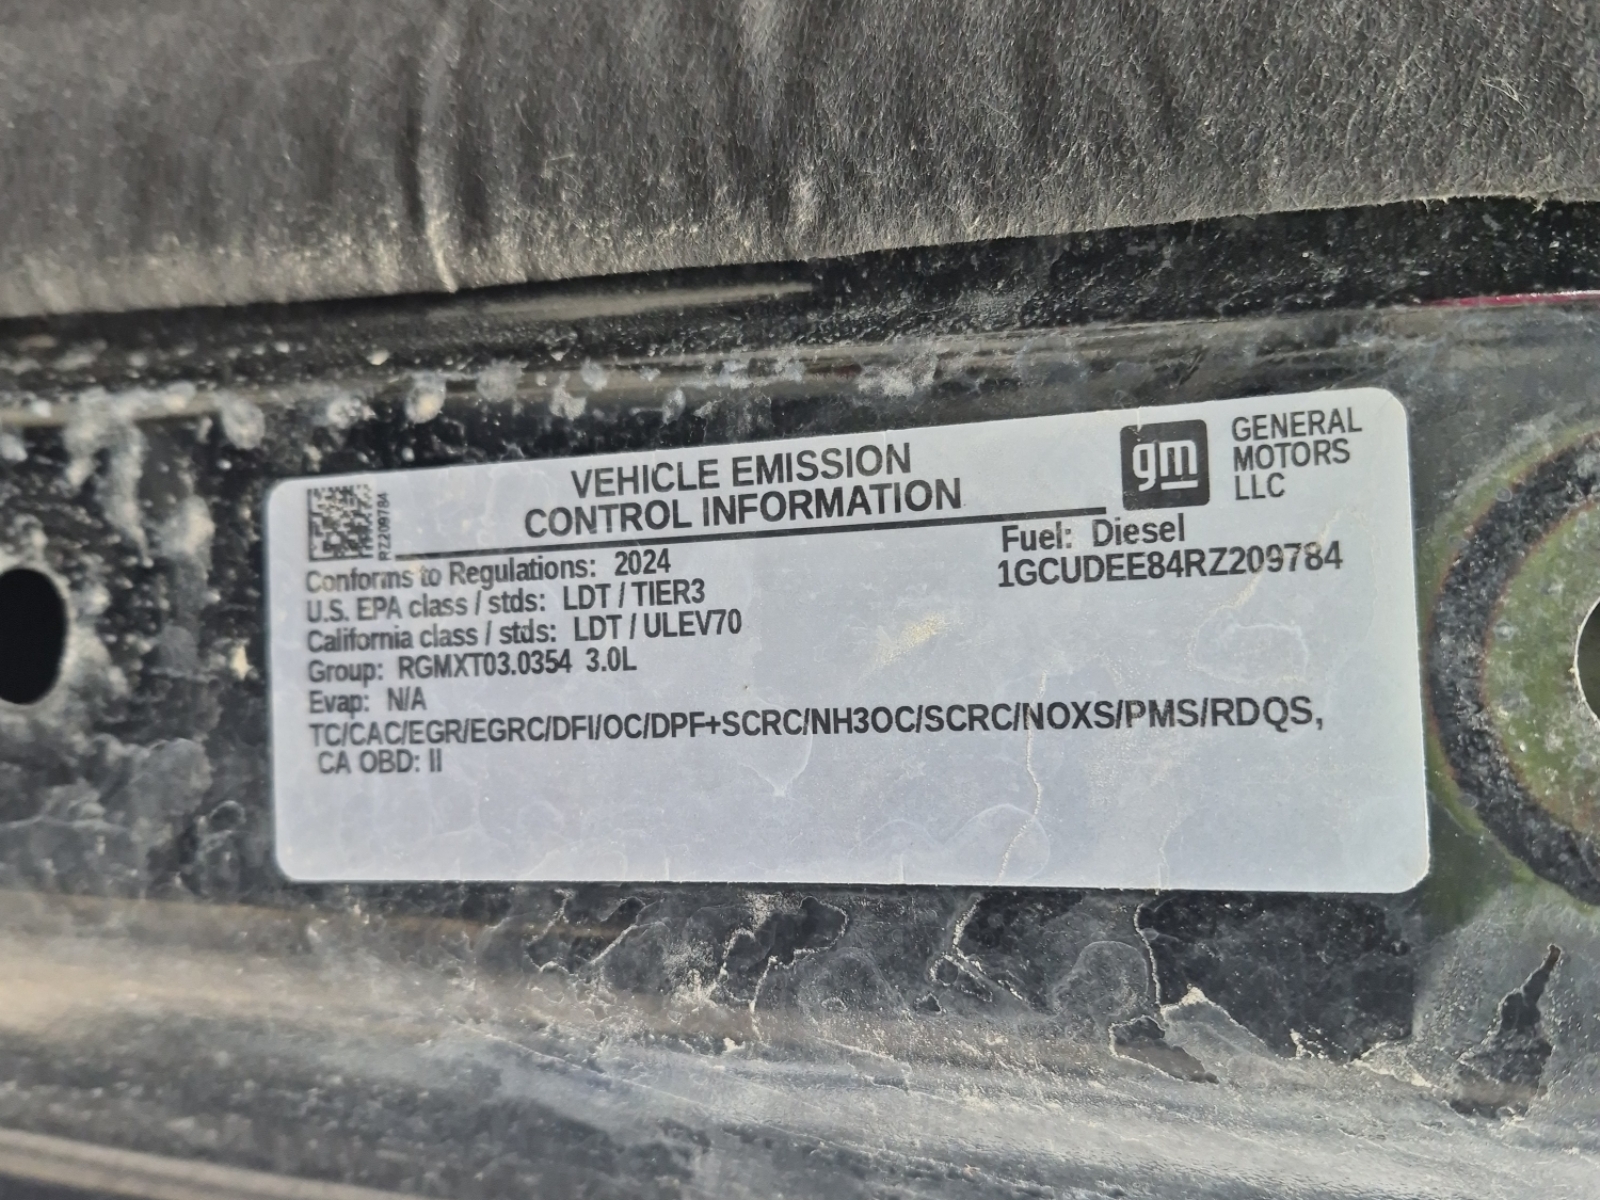 VEHICLE EMISSION
CONTROL INFORMATION
gm
GENERAL
MOTORS
LLC
RZ209784
Conforms to Regulations: 2024
U.S. EPA class / stds: LDT / TIER3
California class / stds: LDT / ULEV70
Group: RGMXT03.0354 3.0L
Evap: N/A
Fuel: Diesel
1GCUDEE84RZ209784
TC/CAC/EGR/EGRC/DFI/OC/DPF+SCRC/NH3OC/SCRC/NOXS/PMS/RDQS,
CA OBD: II